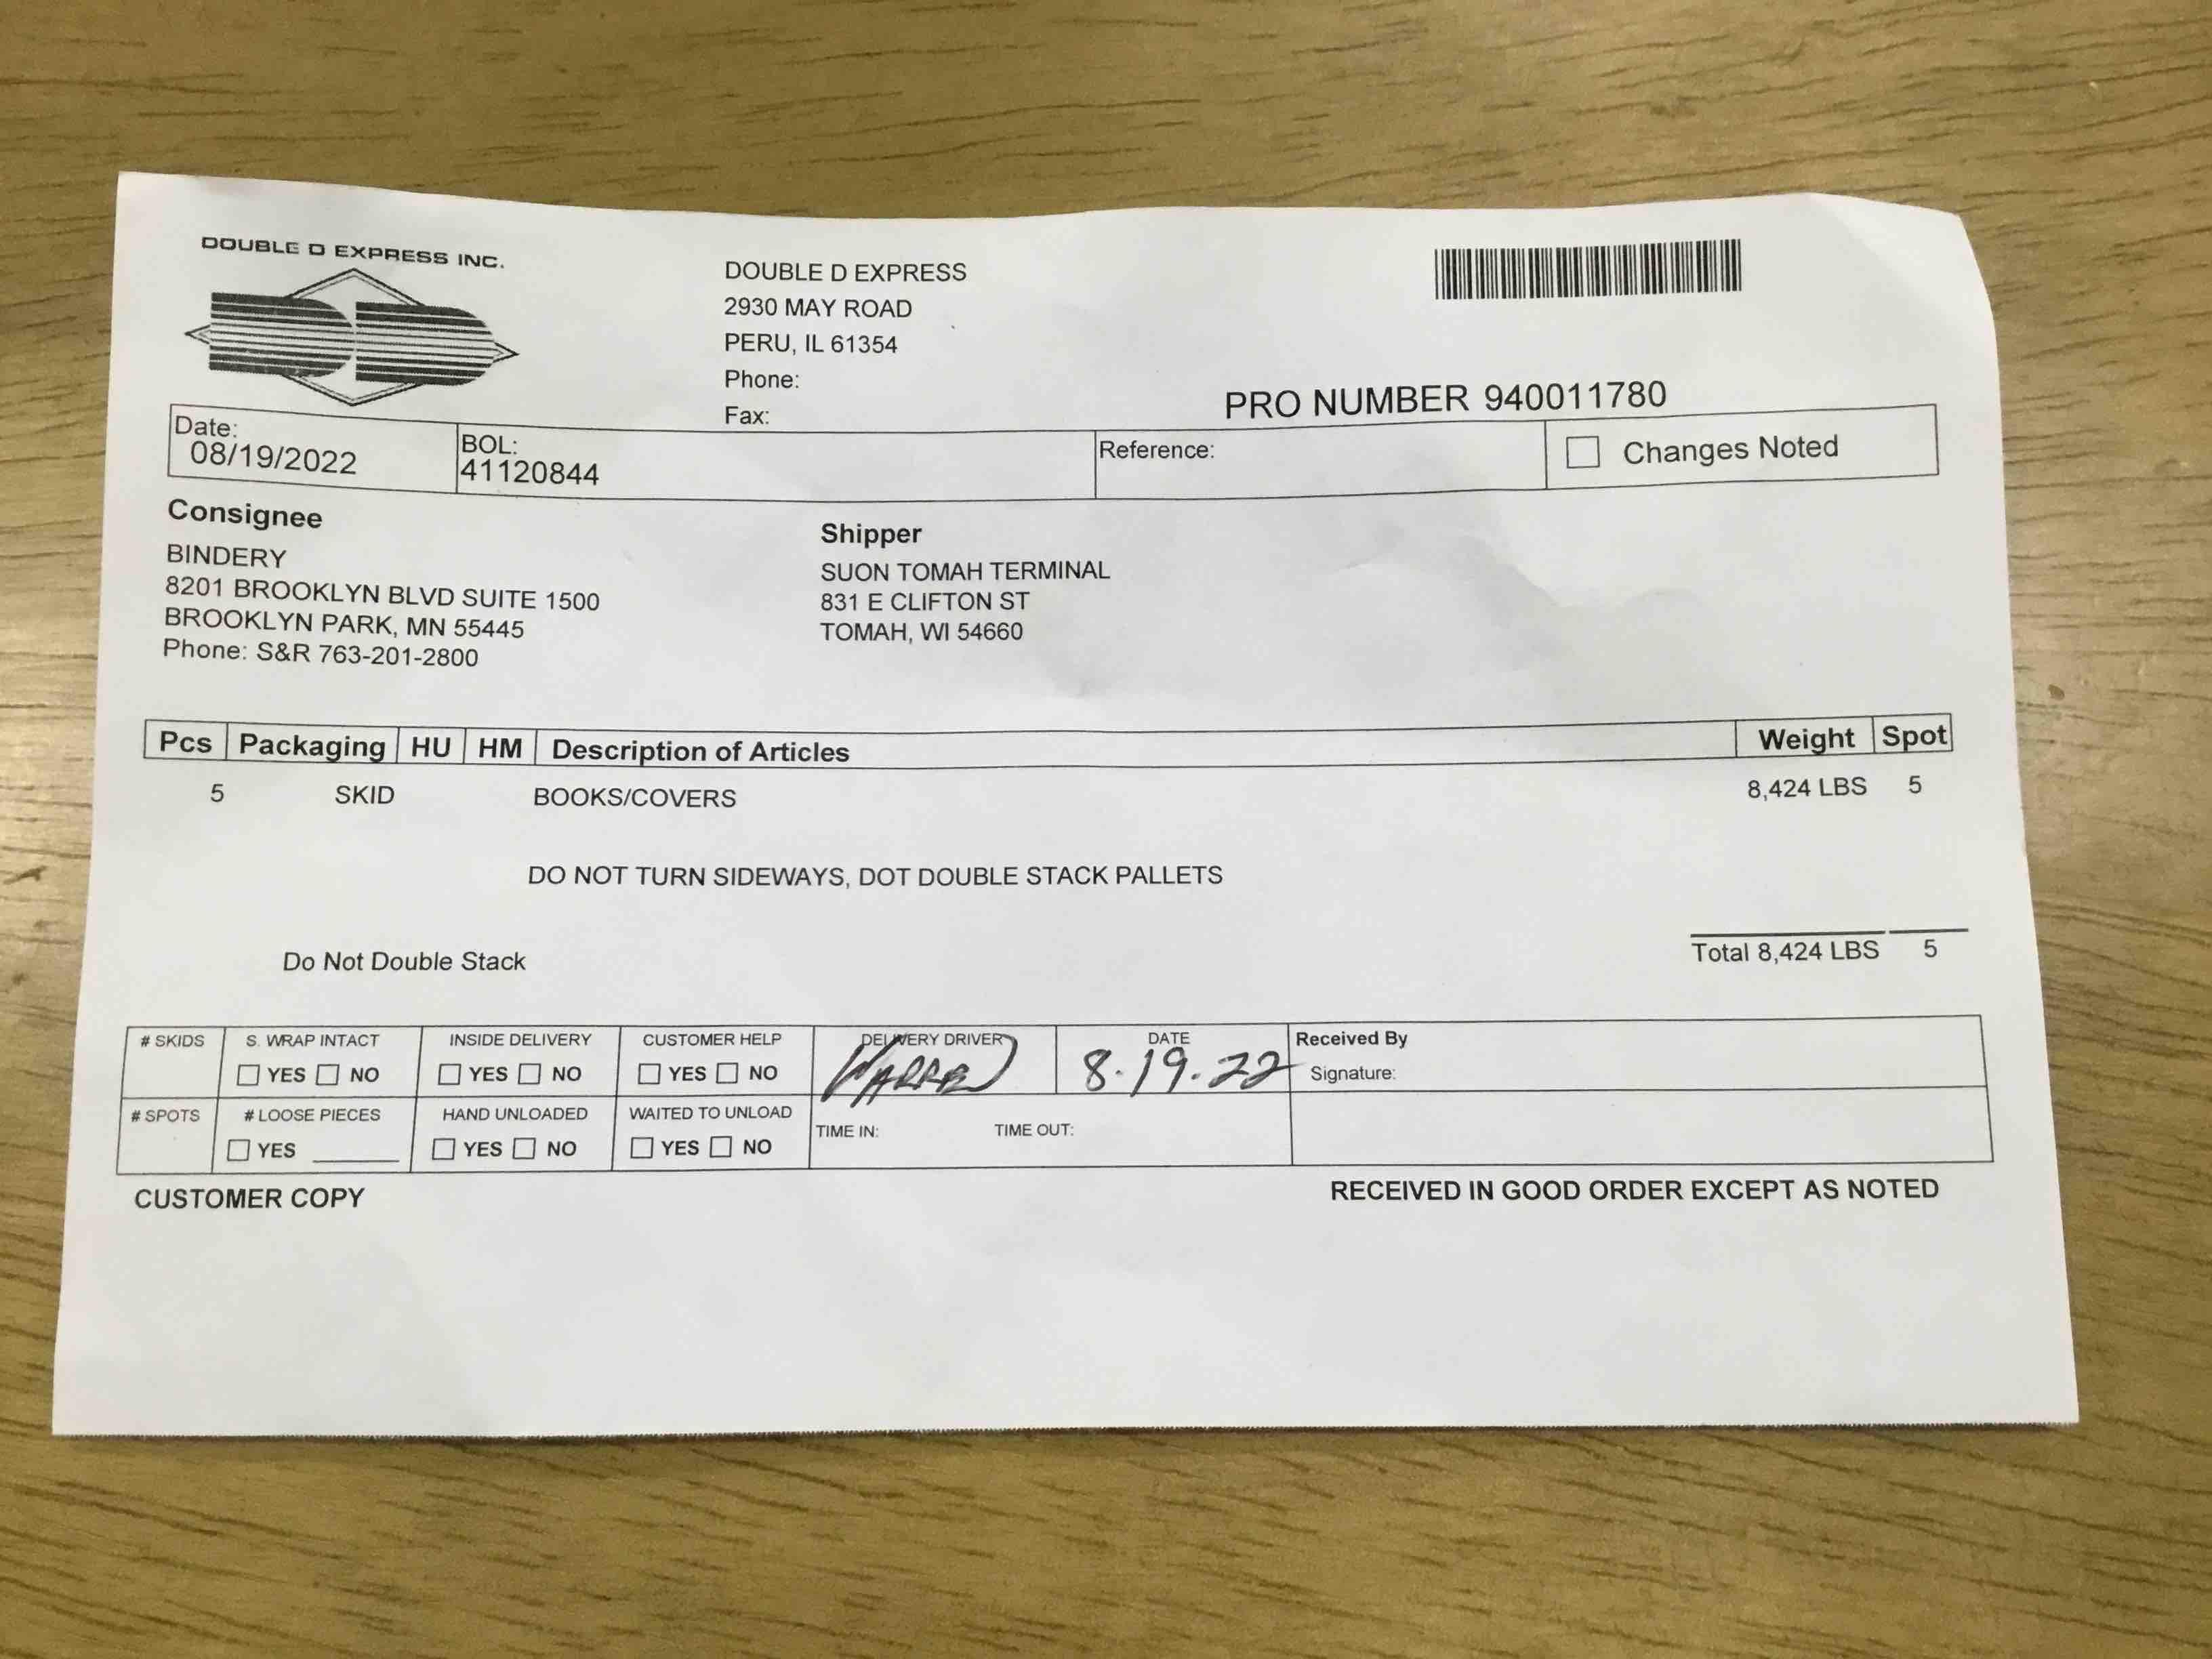 DOUBLE D EXPRESS INC.
DOUBLE D EXPRESS
2930 MAY ROAD
PERU, IL 61354
Phone:
Fax:
PRO NUMBER 940011780
Date:
08/19/2022
BOL:
41120844
Reference:
Changes Noted
Consignee
BINDERY
8201 BROOKLYN BLVD SUITE 1500
BROOKLYN PARK, MN 55445
Phone: S&R 763-201-2800
Shipper
SUON TOMAH TERMINAL
831 E CLIFTON ST
TOMAH, WI 54660
Pcs Packaging HU HM Description of Articles Weight Spot
5 SKID BOOKS/COVERS 8,424 LBS 5
DO NOT TURN SIDEWAYS, DOT DOUBLE STACK PALLETS
Do Not Double Stack
Total 8,424 LBS 5
# SKIDS
S. WRAP INTACT
YES NO
INSIDE DELIVERY
YES NO
CUSTOMER HELP
YES NO
DELIVERY DRIVER
DATE
8.19.22
Received By
Signature:
# SPOTS
# LOOSE PIECES
YES
HAND UNLOADED
YES NO
WAITED TO UNLOAD
YES NO
TIME IN: TIME OUT:
CUSTOMER COPY
RECEIVED IN GOOD ORDER EXCEPT AS NOTED